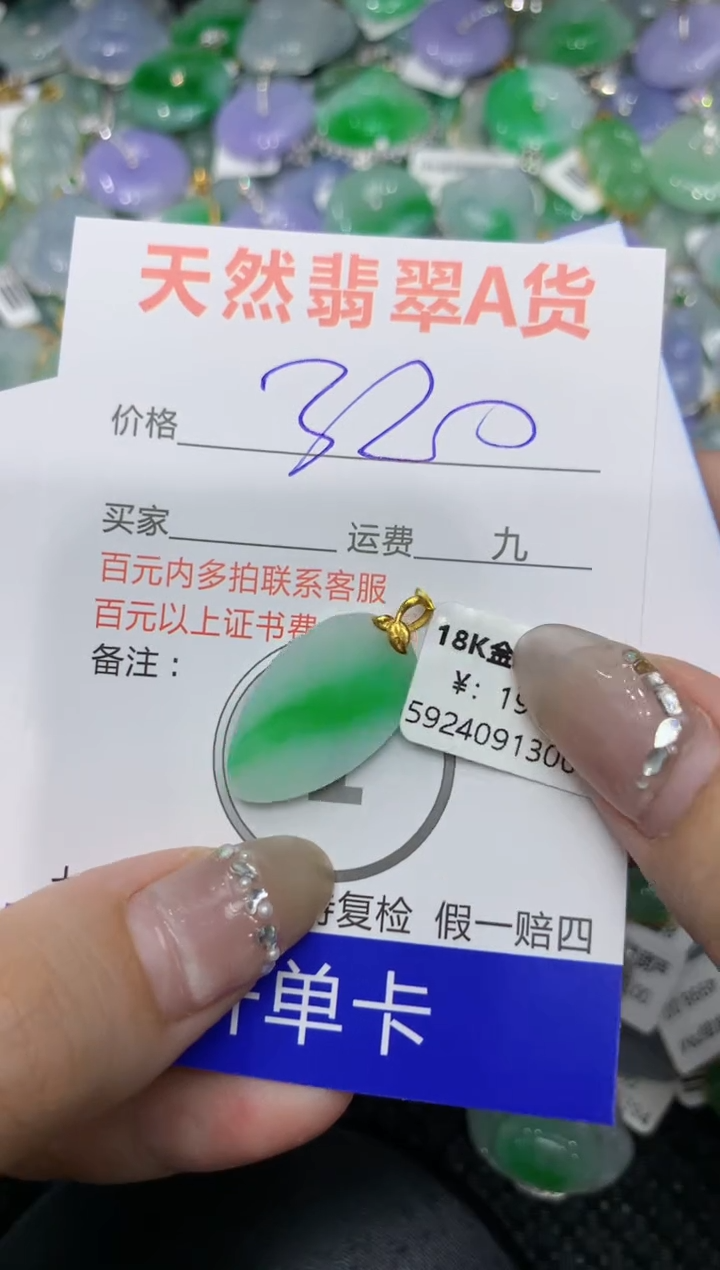 天然翡翠A货
价格 320
买家 运费 九
百元内多拍联系客服
百元以上证书费
备注：
18K金
¥: 19
592409130
复检 假一赔四
单卡